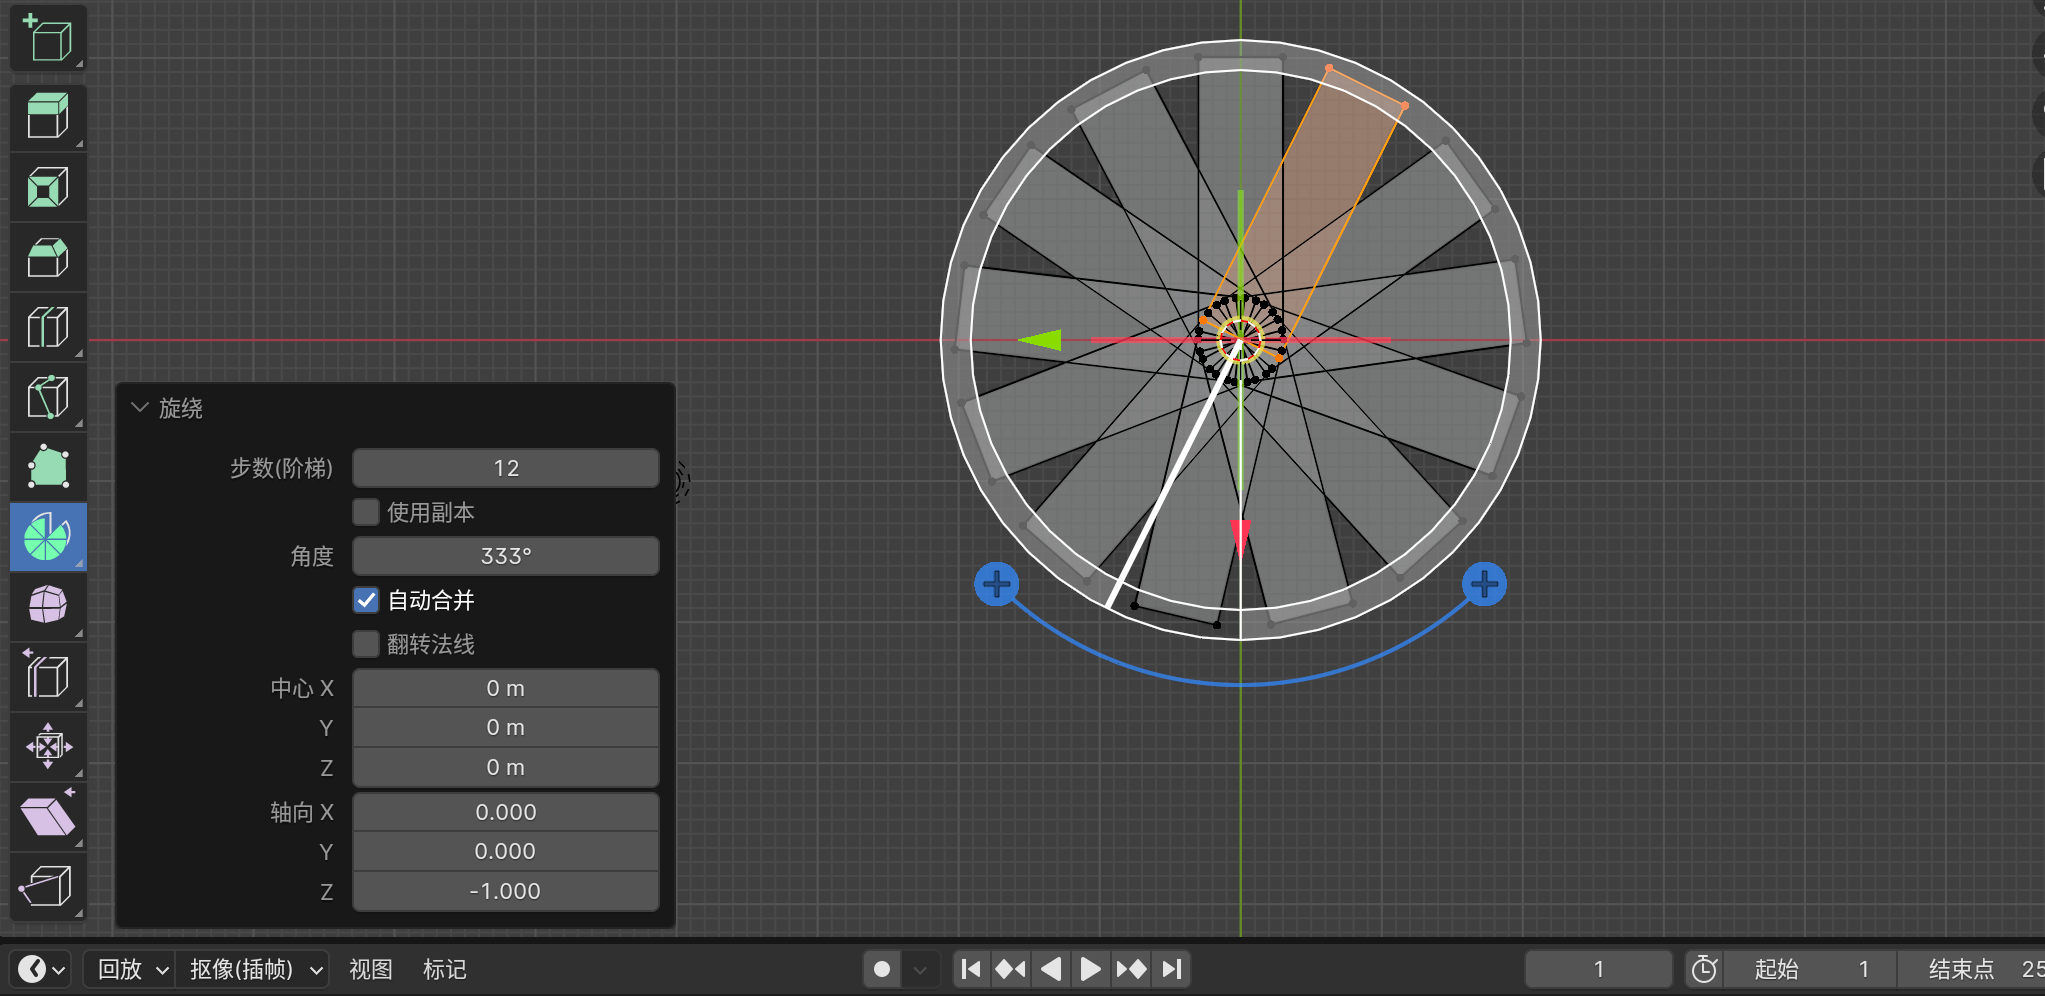 旋绕
步数(阶梯) 12
使用副本
角度 333°
自动合并
翻转法线
中心 X 0 m
Y 0 m
Z 0 m
轴向 X 0.000
Y 0.000
Z -1.000
回放 抠像(插帧) 视图 标记 1 起始 1 结束点 25